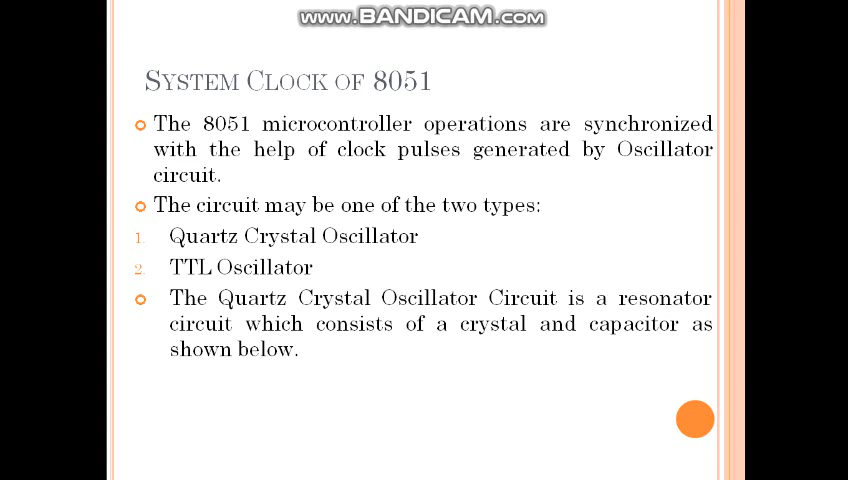 www.BANDICAM.com
System Clock of 8051
The 8051 microcontroller operations are synchronized
with the help of clock pulses generated by Oscillator
circuit.
The circuit may be one of the two types:
1. Quartz Crystal Oscillator
2. TTL Oscillator
The Quartz Crystal Oscillator Circuit is a resonator
circuit which consists of a crystal and capacitor as
shown below.